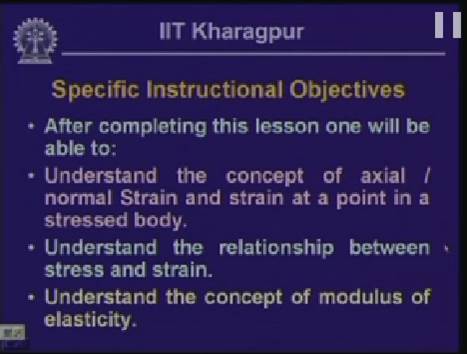 IIT Kharagpur
Specific Instructional Objectives
• After completing this lesson one will be
able to:
• Understand the concept of axial /
normal Strain and strain at a point in a
stressed body.
• Understand the relationship between
stress and strain.
• Understand the concept of modulus of
elasticity.